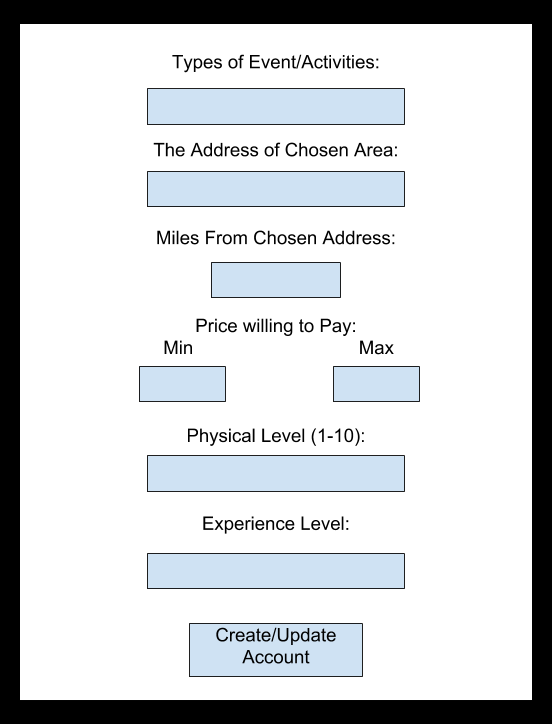 Types of Event/Activities:
The Address of Chosen Area:
Miles From Chosen Address:
Price willing to Pay:
Min Max
Physical Level (1-10):
Experience Level:
Create/Update
Account